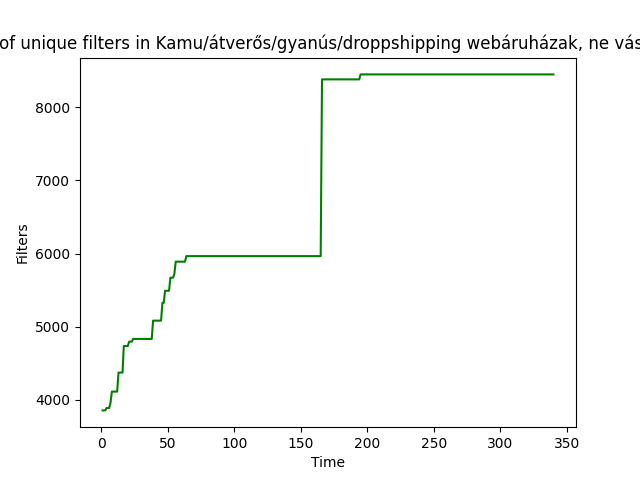 of unique filters in Kamu/átverős/gyanús/droppshipping webáruházak, ne vás
Filters
8000
7000
6000
5000
4000
0 50 100 150 200 250 300 350
Time